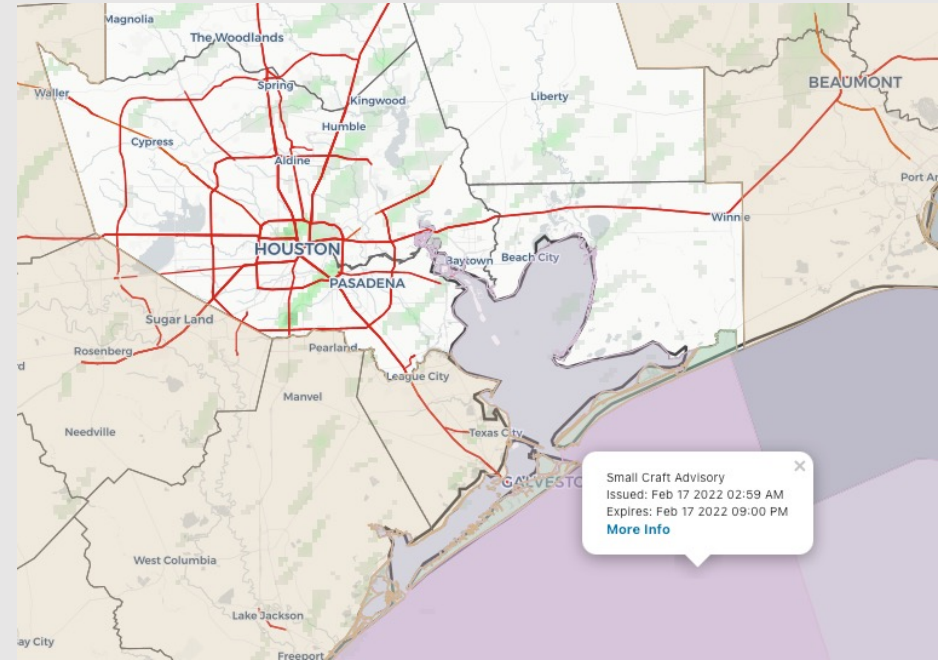 Magnolia
The Woodlands
Spring
Waller
Kingwood
Liberty
BEAUMONT
Humble
Cypress
Aldine
Port Ar
Winnie
HOUSTON
Baytown
Beach City
PASADENA
Sugar Land
Rosenberg
Pearland
rd
League City
Manvel
Needville
Texas City
GALVESTO
Small Craft Advisory
Issued: Feb 17 2022 02:59 AM
Expires: Feb 17 2022 09:00 PM
More Info
×
West Columbia
Lake Jackson
ay City
Freeport